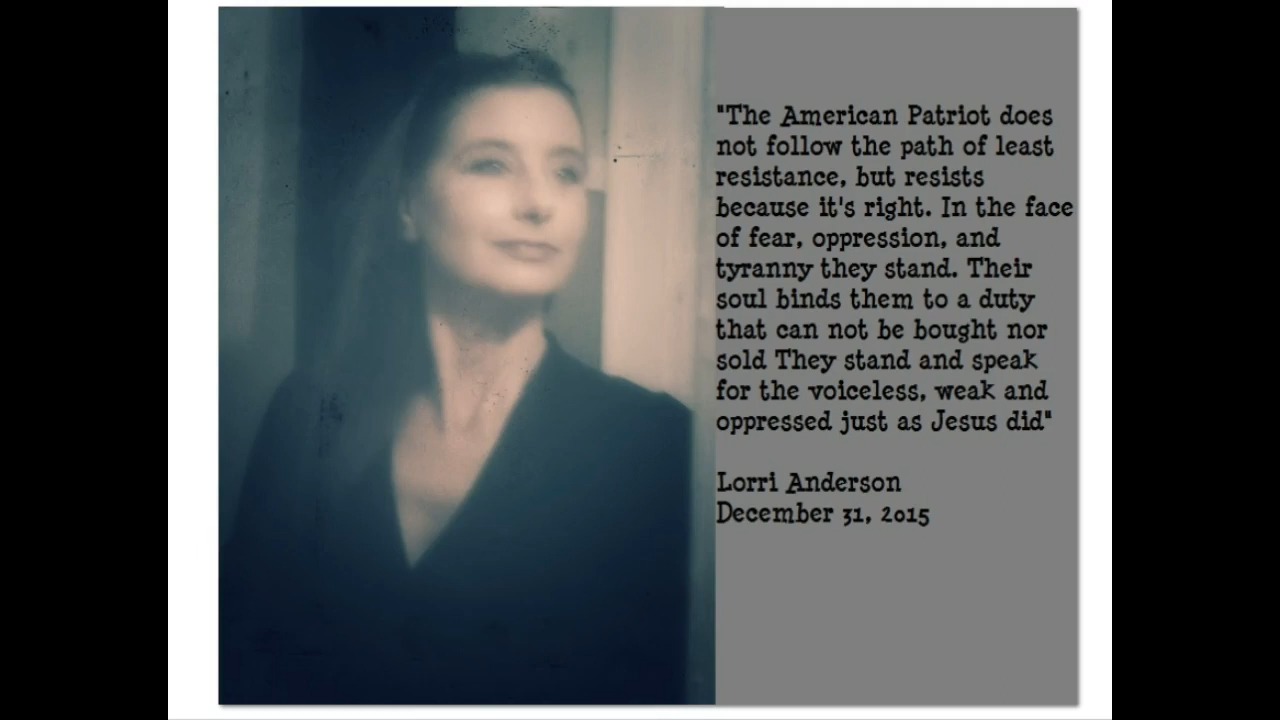 "The American Patriot does
not follow the path of least
resistance, but resists
because it's right. In the face
of fear, oppression, and
tyranny they stand. Their
soul binds them to a duty
that can not be bought nor
sold They stand and speak
for the voiceless, weak and
oppressed just as Jesus did"
Lorri Anderson
December 31, 2015